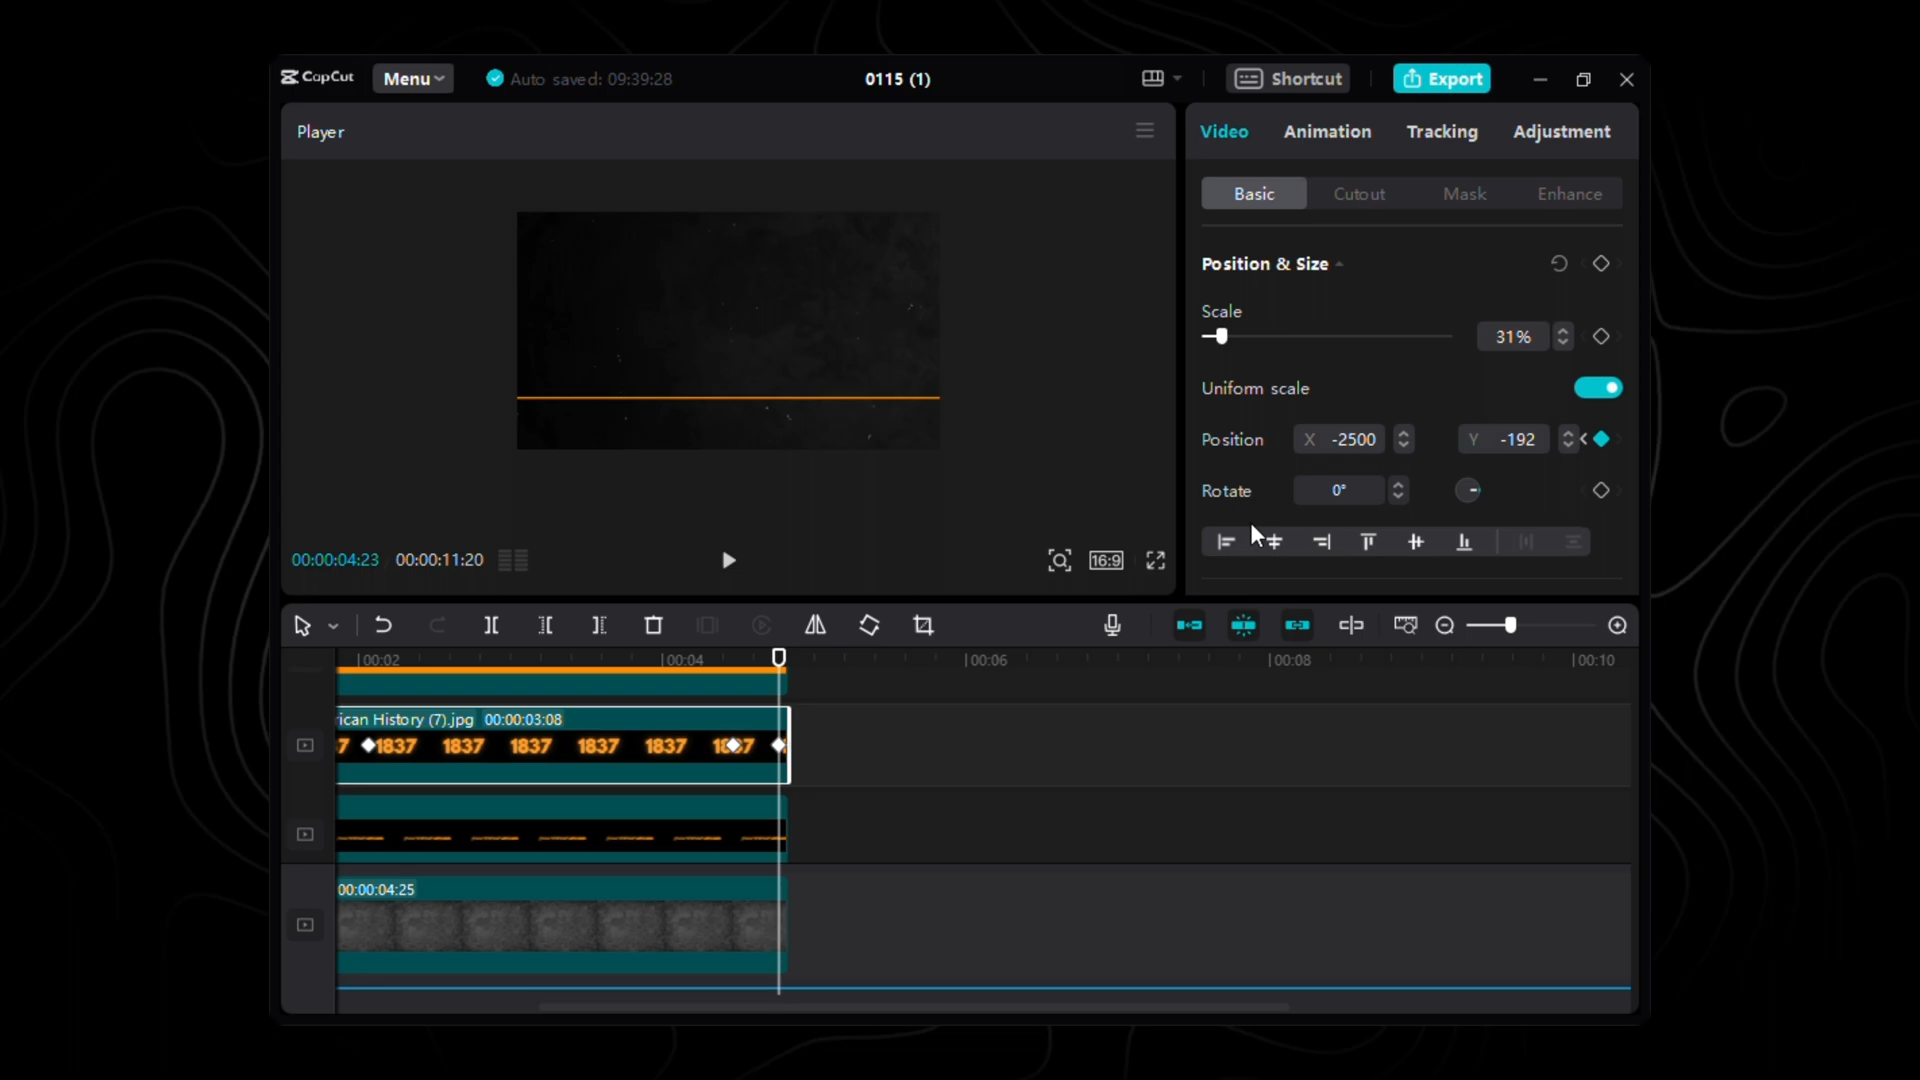 CapCut
Menu
Auto saved: 09:39:28
0115 (1)
Shortcut
Export
Player
Video
Animation
Tracking
Adjustment
Basic
Cutout
Mask
Enhance
Position & Size
Scale
31%
Uniform scale
Position
X -2500
Y -192
Rotate
0°
00:00:04:23
00:00:11:20
16:9
00:02
00:04
00:06
00:08
00:10
rican History (7).jpg 00:00:03:08
7 1837 1837 1837 1837 1837 1837
00:00:04:25